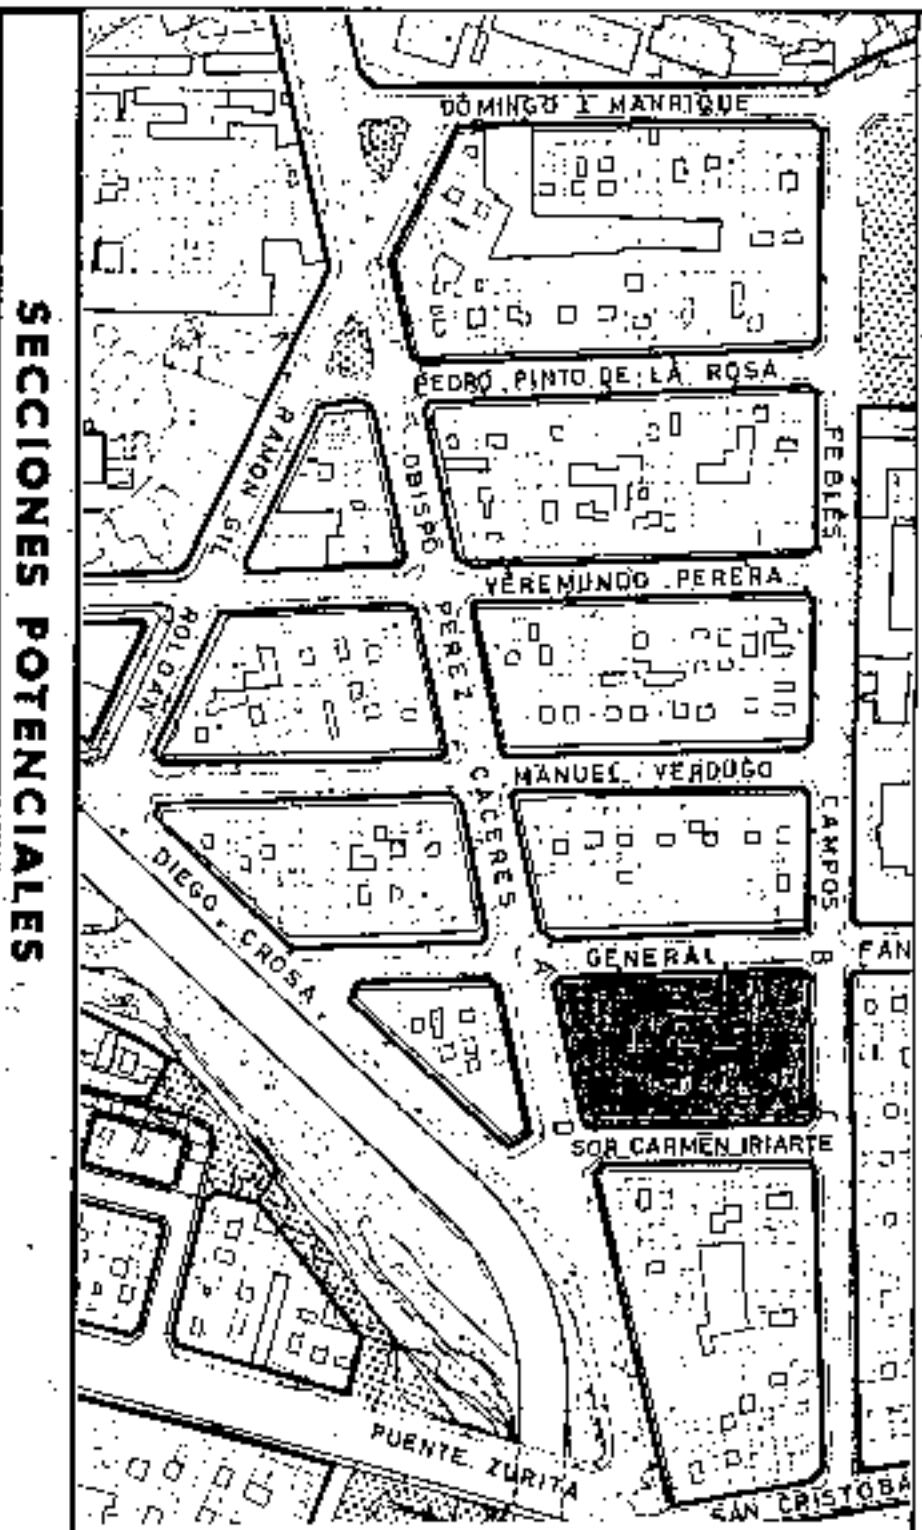 SECCIONES POTENCIALES
DOMINGO J MANRIQUE
PEDRO PINTO DE LA ROSA
RAMON GIL
OBISPO PEREZ CACERES
FEBLES CAMPOS
VEREMUNDO PERERA
ROLDAN
MANUEL VERDUGO
DIEGO CROSA
GENERAL
FAN
A
B
C
D
SOR CARMEN IRIARTE
PUENTE ZURITA
SAN CRISTOBA